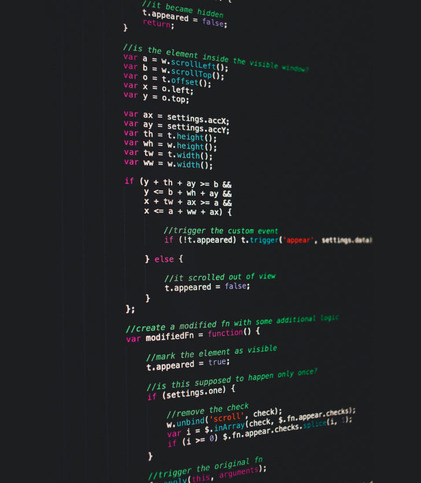 //it became hidden
t.appeared = false;
return;
}
//is the element inside the visible window?
var a = w.scrollLeft();
var b = w.scrollTop();
var o = t.offset();
var x = o.left;
var y = o.top;
var ax = settings.accX;
var ay = settings.accY;
var th = t.height();
var wh = w.height();
var tw = t.width();
var ww = w.width();
if (y + th + ay >= b &&
y <= b + wh + ay &&
x + tw + ax >= a &&
x <= a + ww + ax) {
//trigger the custom event
if (!t.appeared) t.trigger('appear', settings.data)
} else {
//it scrolled out of view
t.appeared = false;
}
};
//create a modified fn with some additional logic
var modifiedFn = function() {
//mark the element as visible
t.appeared = true;
//is this supposed to happen only once?
if (settings.one) {
//remove the check
w.unbind('scroll', check);
var i = $.inArray(check, $.fn.appear.checks);
if (i >= 0) $.fn.appear.checks.splice(i, 1);
}
//trigger the original fn
(this, arguments);